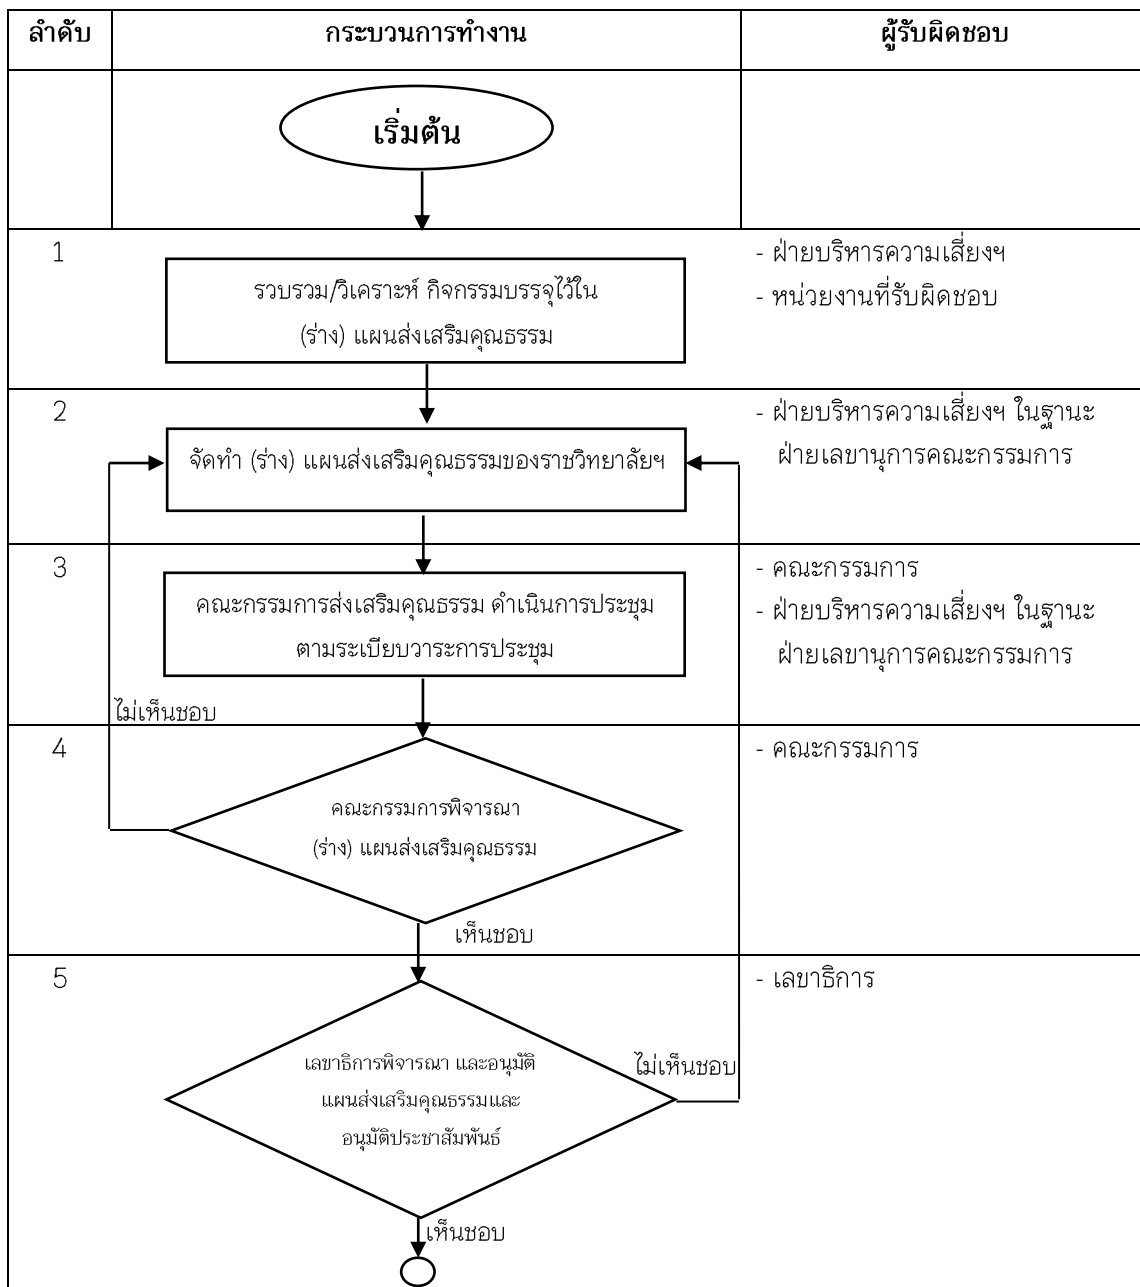 ลำดับ
กระบวนการทำงาน
ผู้รับผิดชอบ
เริ่มต้น
1
รวบรวม/วิเคราะห์ กิจกรรมบรรจุไว้ใน
(ร่าง) แผนส่งเสริมคุณธรรม
- ฝ่ายบริหารความเสี่ยงฯ
- หน่วยงานที่รับผิดชอบ
2
จัดทำ (ร่าง) แผนส่งเสริมคุณธรรมของราชวิทยาลัยฯ
- ฝ่ายบริหารความเสี่ยงฯ ในฐานะ
ฝ่ายเลขานุการคณะกรรมการ
3
คณะกรรมการส่งเสริมคุณธรรม ดำเนินการประชุม
ตามระเบียบวาระการประชุม
- คณะกรรมการ
- ฝ่ายบริหารความเสี่ยงฯ ในฐานะ
ฝ่ายเลขานุการคณะกรรมการ
ไม่เห็นชอบ
4
คณะกรรมการพิจารณา
(ร่าง) แผนส่งเสริมคุณธรรม
- คณะกรรมการ
เห็นชอบ
5
เลขาธิการพิจารณา และอนุมัติ
แผนส่งเสริมคุณธรรมและ
อนุมัติประชาสัมพันธ์
- เลขาธิการ
ไม่เห็นชอบ
เห็นชอบ